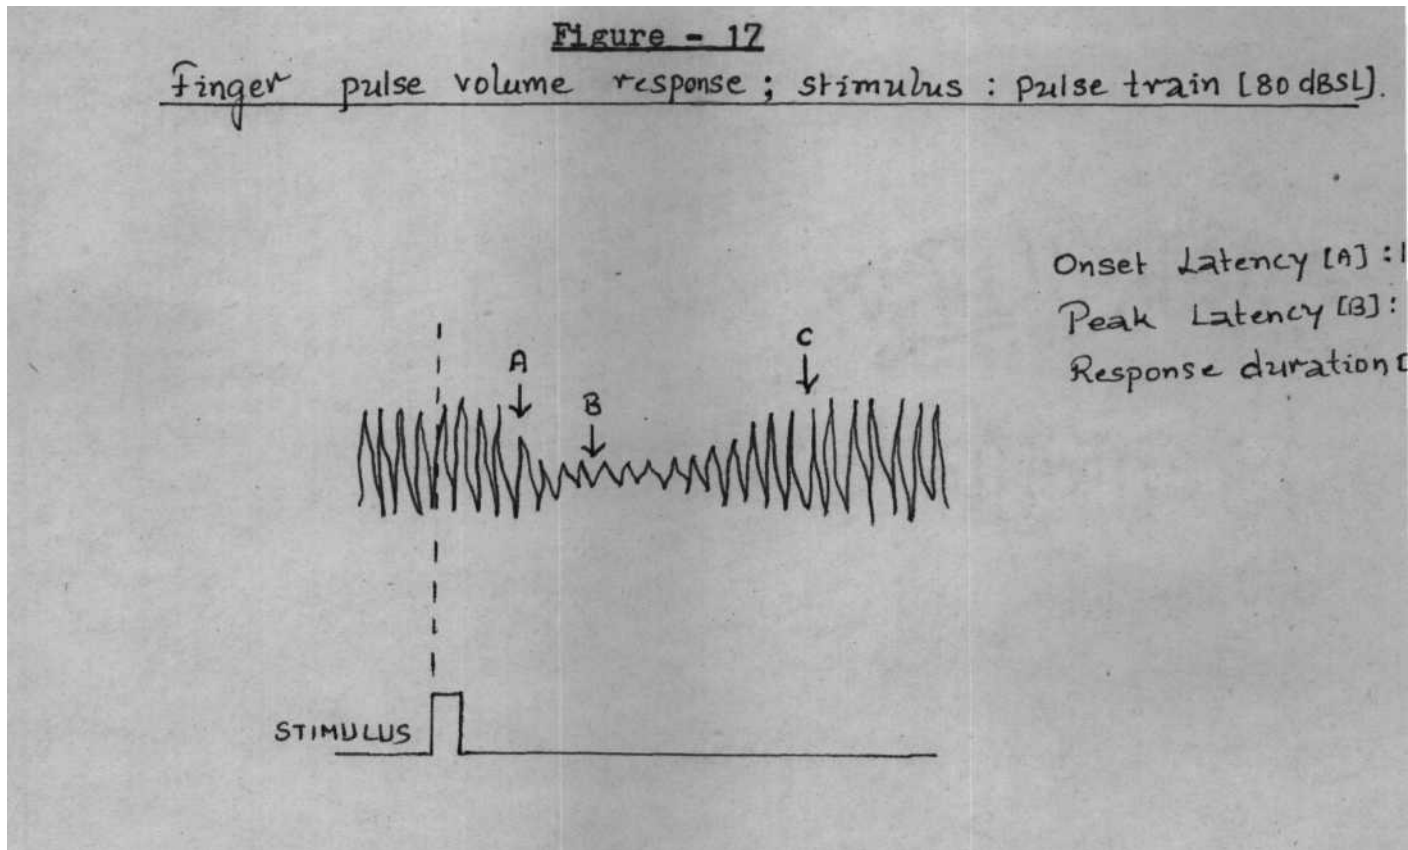 Figure - 17
Finger pulse volume response ; stimulus : pulse train [80 dBSL].
Onset Latency [A] :
Peak Latency [B] :
Response duration [
C
A
B
STIMULUS